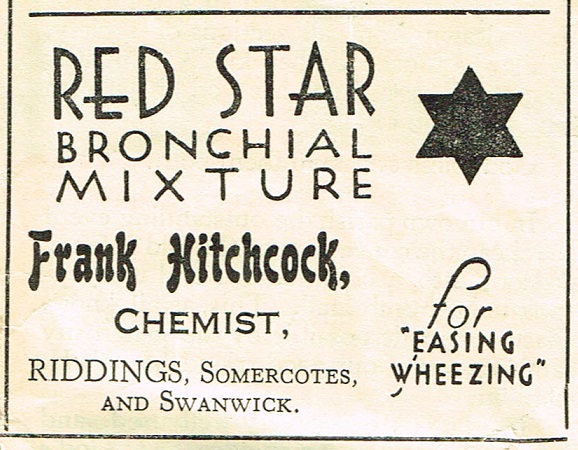 RED STAR
BRONCHIAL
MIXTURE
Frank Hitchcock,
CHEMIST,
RIDDINGS, SOMERCOTES,
AND SWANWICK.
for
"EASING
WHEEZING"